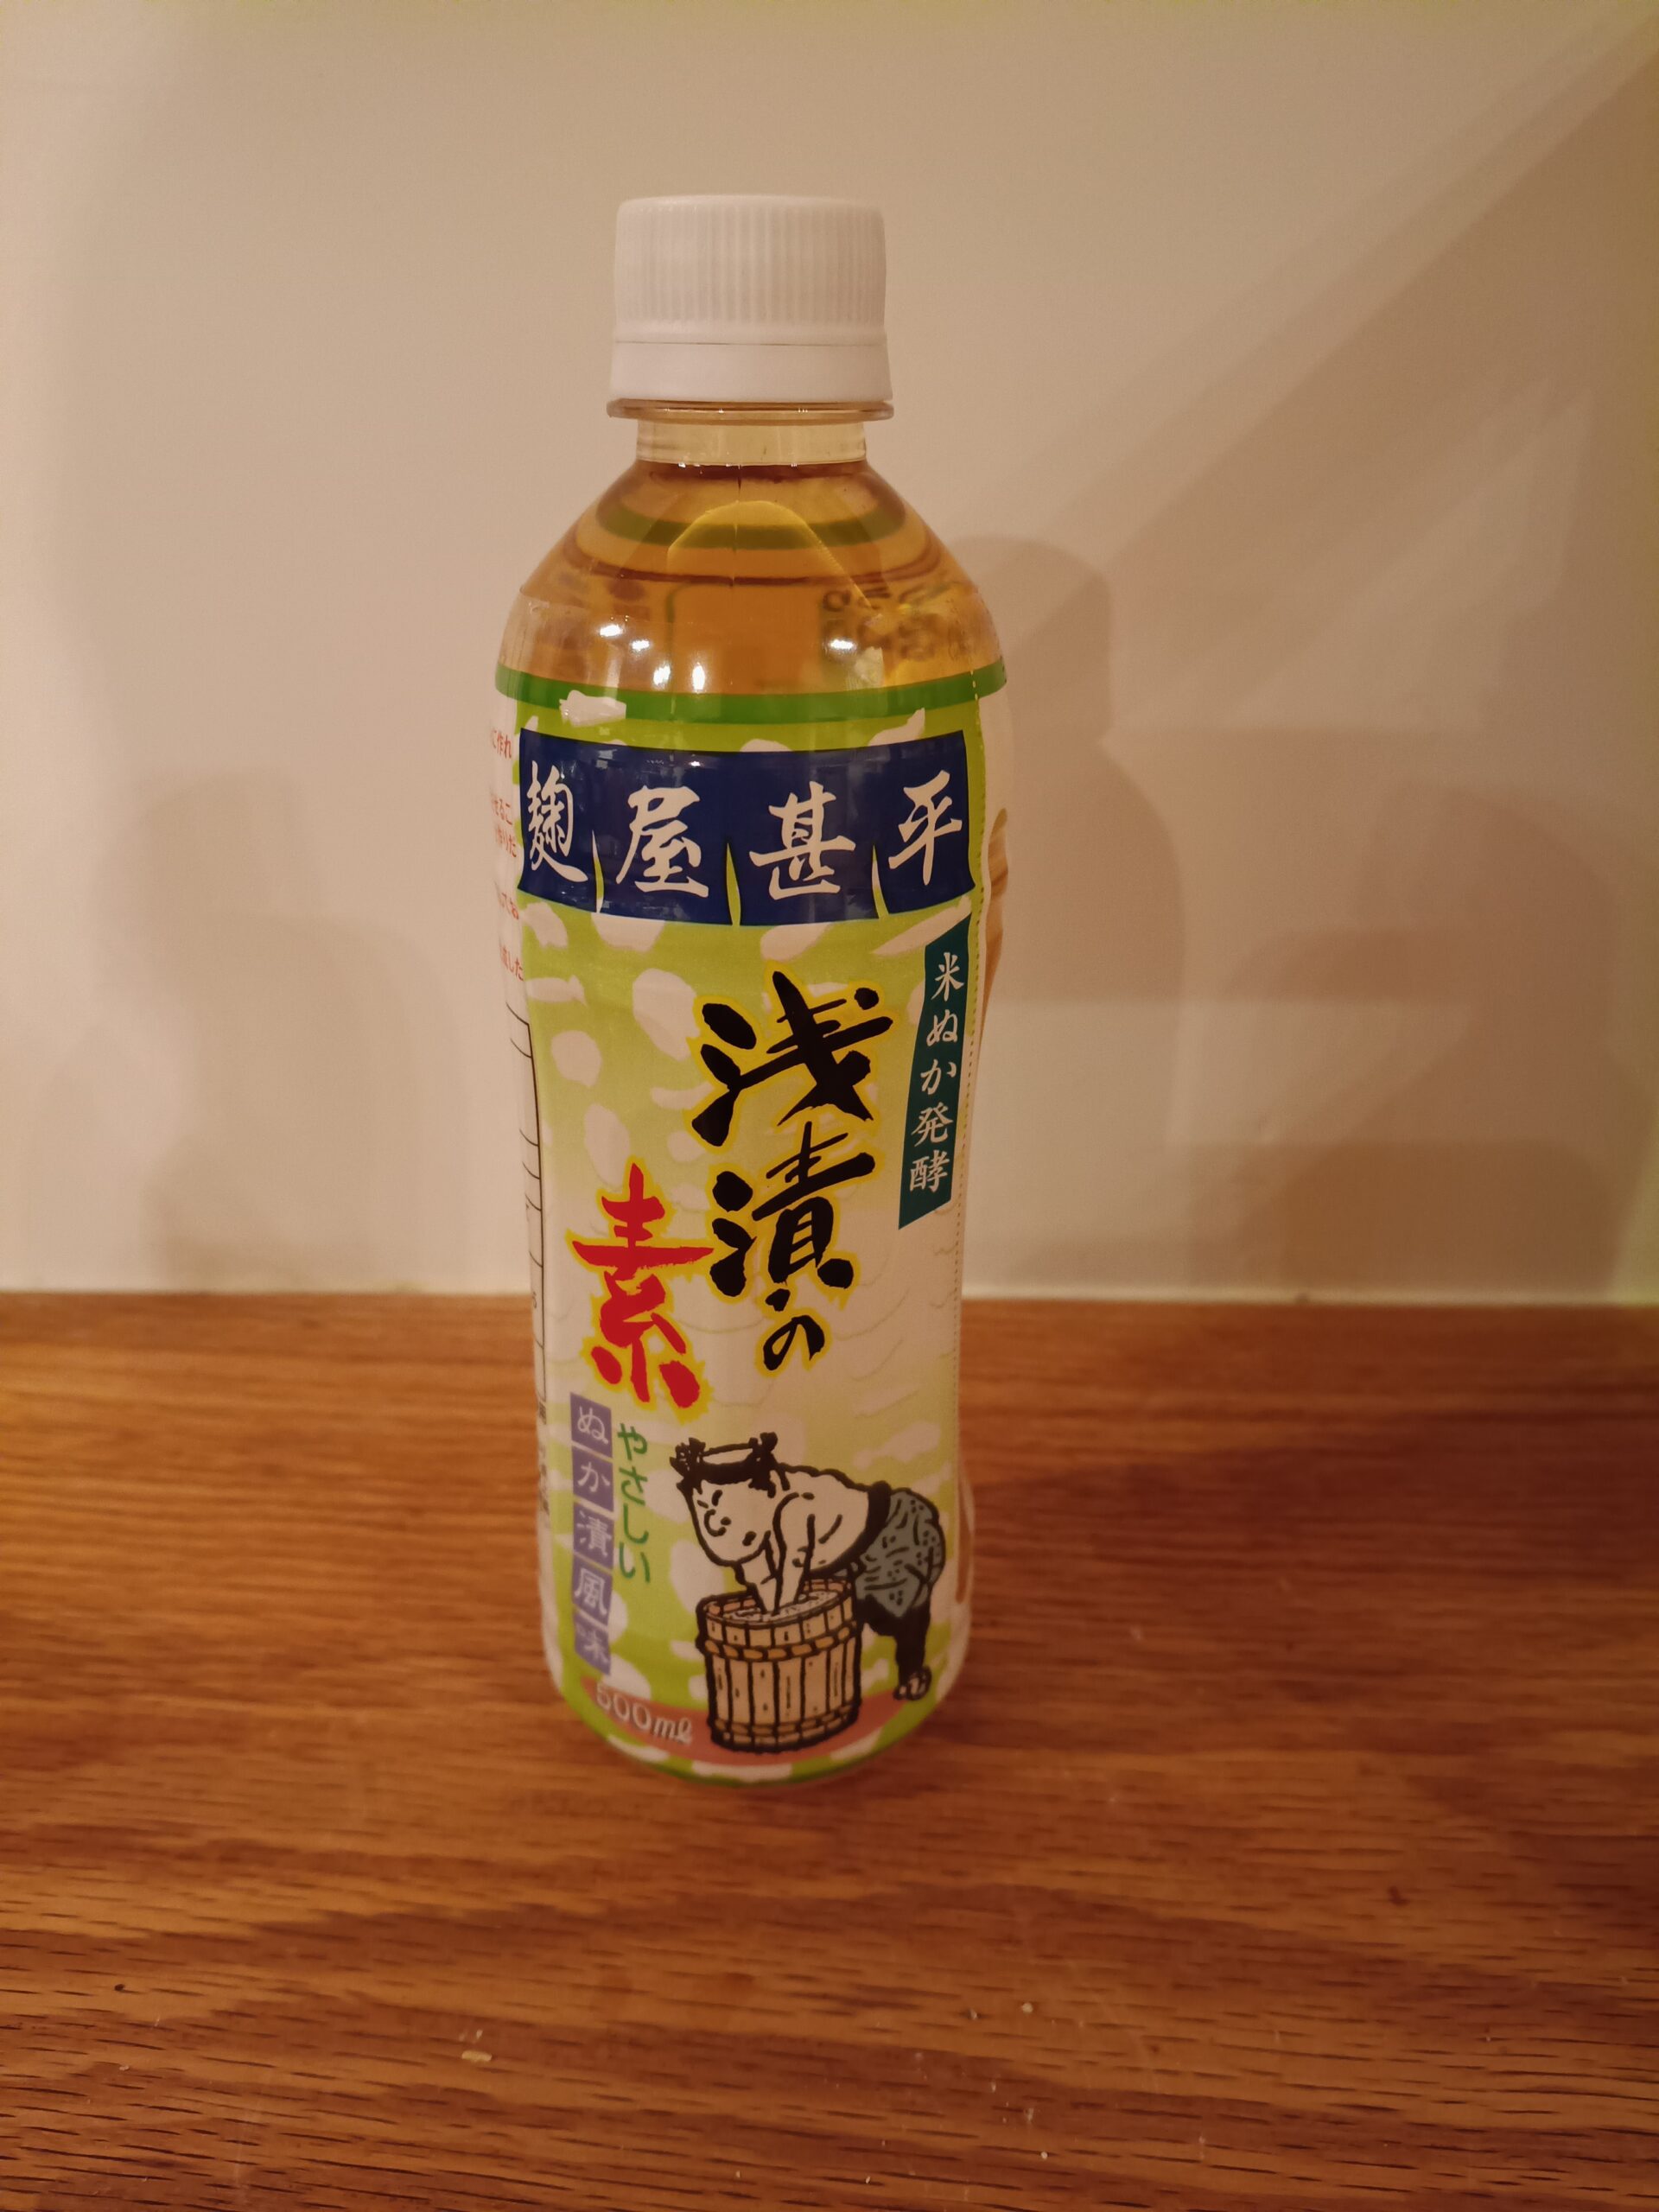 麹屋甚平
米ぬか発酵
浅漬の
素
やさしい
ぬか漬風味
500ml